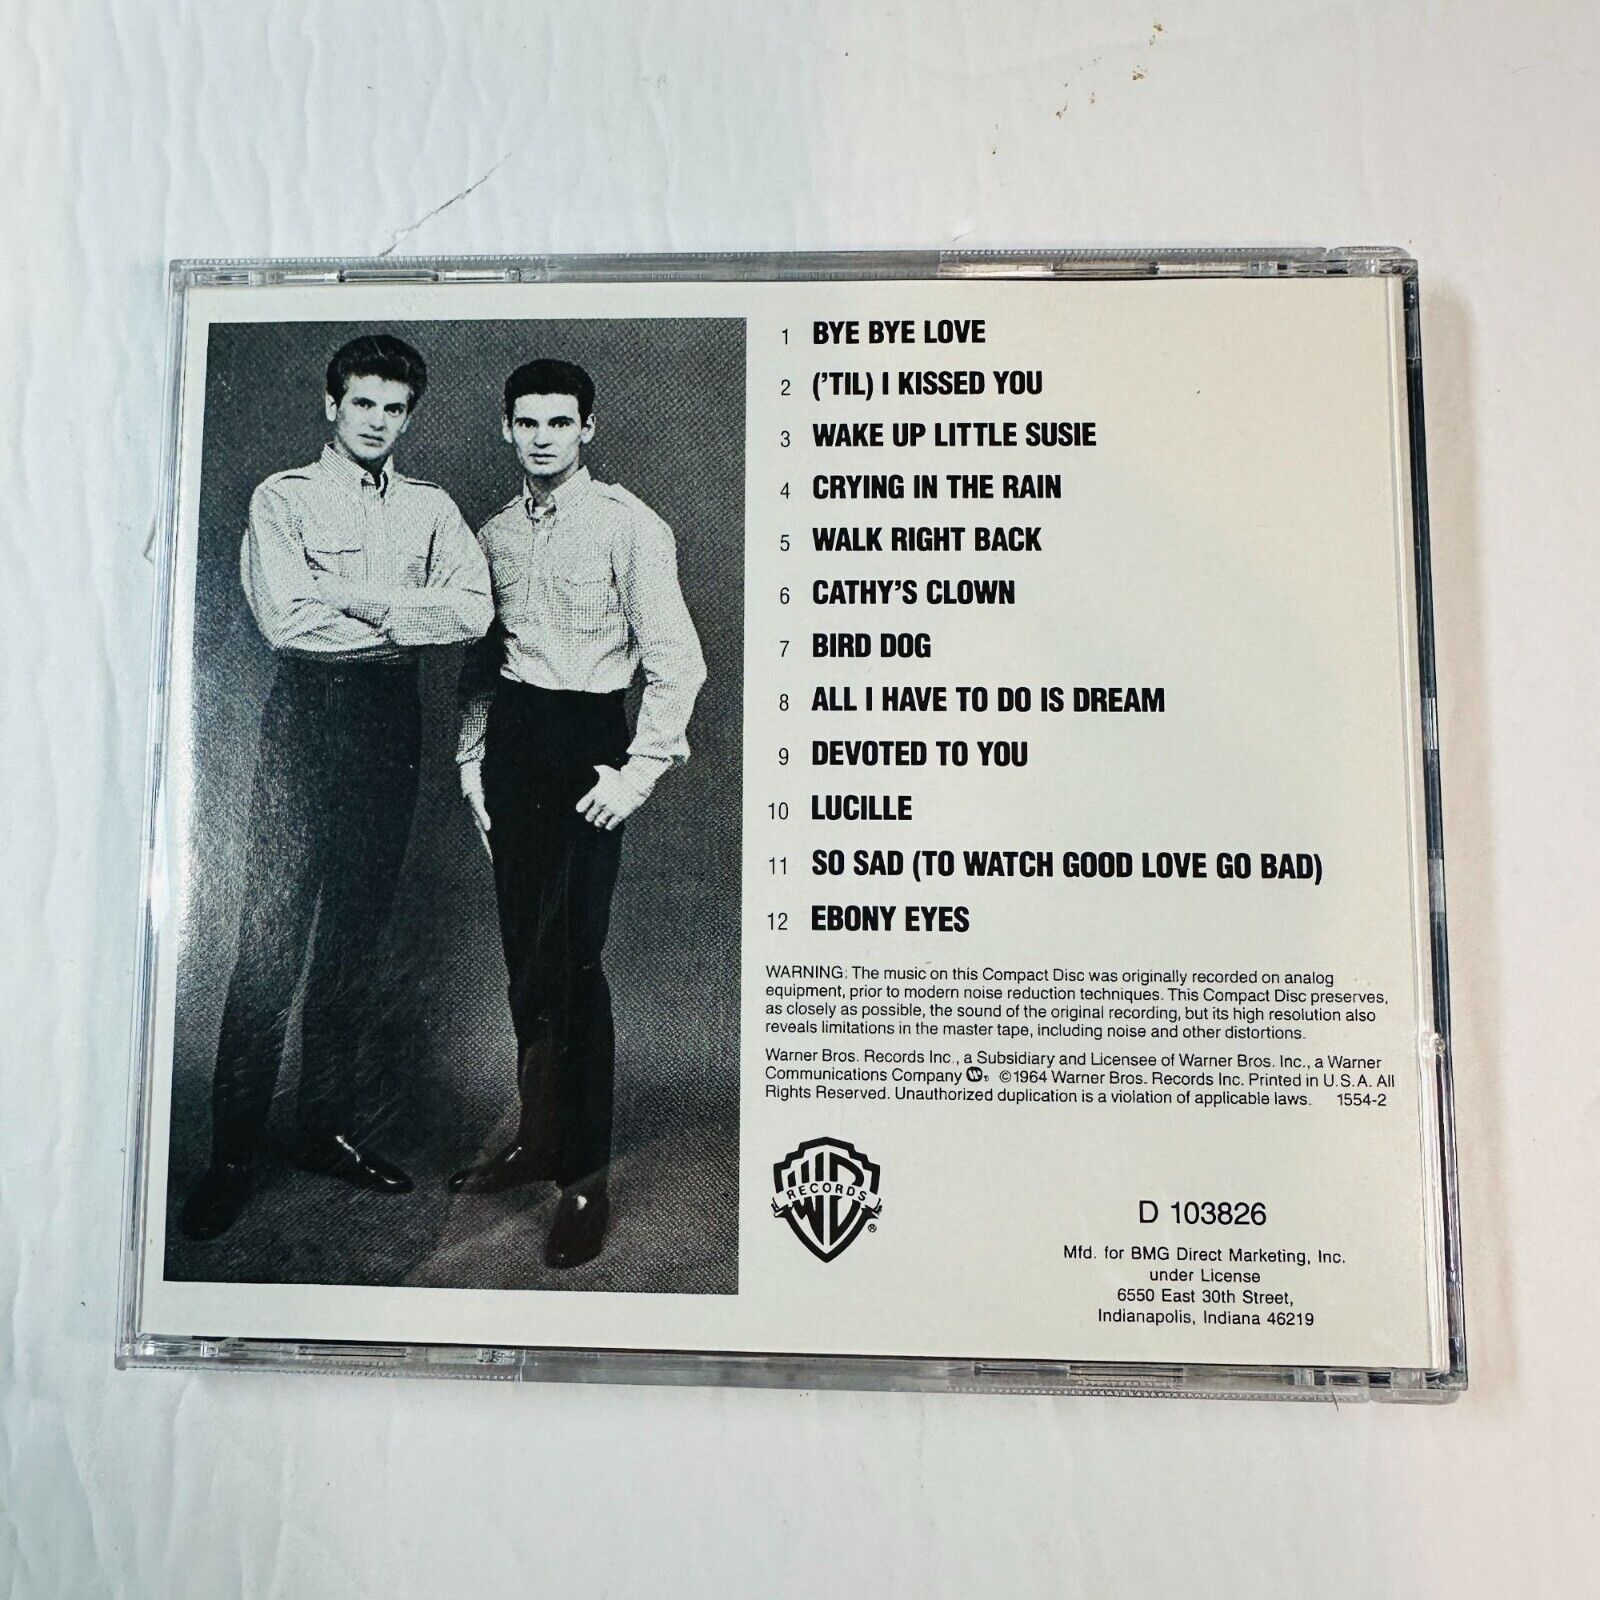 1 BYE BYE LOVE
2 ('TIL) I KISSED YOU
3 WAKE UP LITTLE SUSIE
4 CRYING IN THE RAIN
5 WALK RIGHT BACK
6 CATHY'S CLOWN
7 BIRD DOG
8 ALL I HAVE TO DO IS DREAM
9 DEVOTED TO YOU
10 LUCILLE
11 SO SAD (TO WATCH GOOD LOVE GO BAD)
12 EBONY EYES
WARNING: The music on this Compact Disc was originally recorded on analog
equipment, prior to modern noise reduction techniques. This Compact Disc preserves,
as closely as possible, the sound of the original recording, but its high resolution also
reveals limitations in the master tape, including noise and other distortions.
Warner Bros. Records Inc., a Subsidiary and Licensee of Warner Bros. Inc., a Warner
Communications Company W, ©1964 Warner Bros. Records Inc. Printed in U.S.A. All
Rights Reserved. Unauthorized duplication is a violation of applicable laws. 1554-2
WB RECORDS ®
D 103826
Mfd. for BMG Direct Marketing, Inc.
under License
6550 East 30th Street,
Indianapolis, Indiana 46219